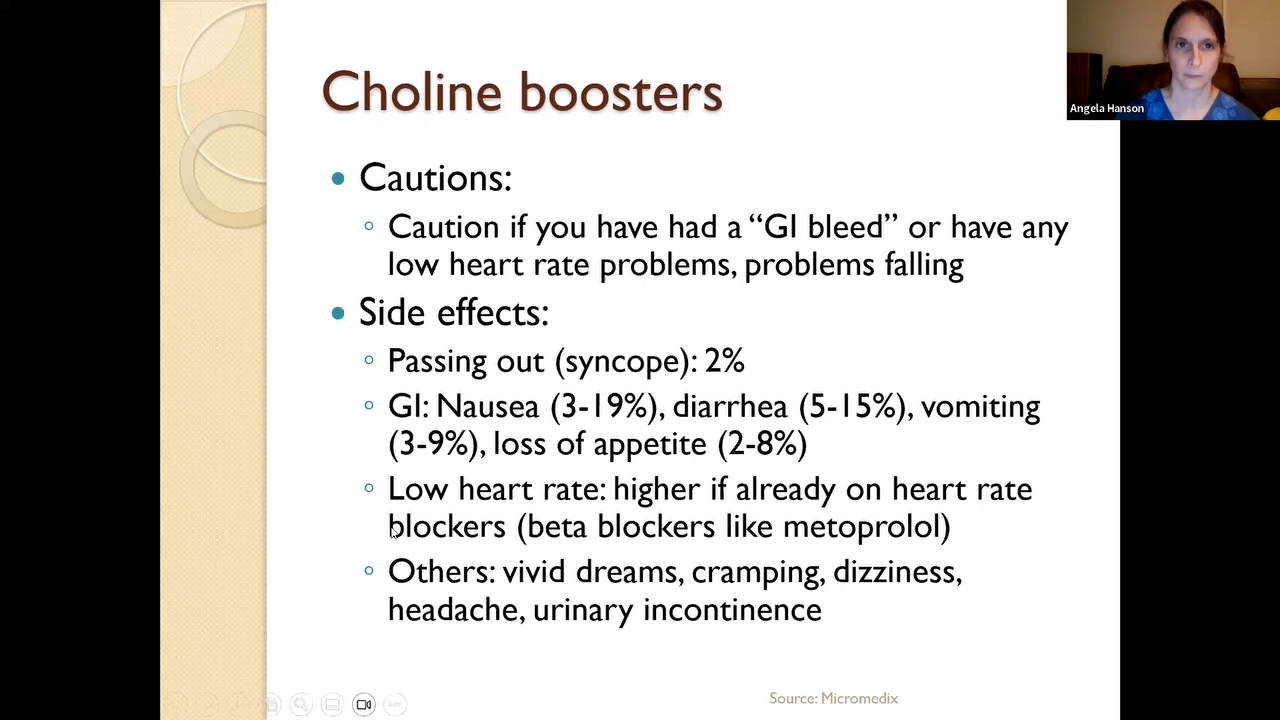 Choline boosters
Angela Hanson
• Cautions:
◦ Caution if you have had a “GI bleed” or have any
low heart rate problems, problems falling
• Side effects:
◦ Passing out (syncope): 2%
◦ GI: Nausea (3-19%), diarrhea (5-15%), vomiting
(3-9%), loss of appetite (2-8%)
◦ Low heart rate: higher if already on heart rate
blockers (beta blockers like metoprolol)
◦ Others: vivid dreams, cramping, dizziness,
headache, urinary incontinence
Source: Micromedix